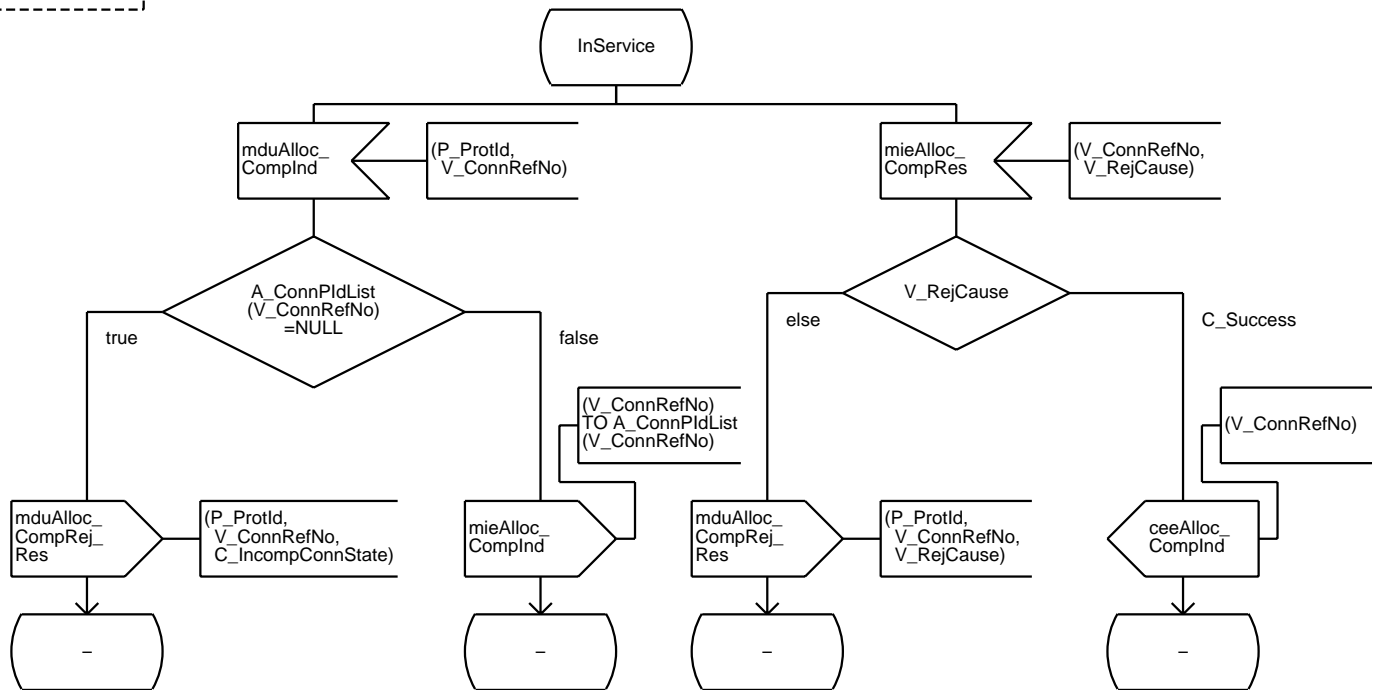 InService
mduAlloc_
CompInd
(P_ProtId,
V_ConnRefNo)
mieAlloc_
CompRes
(V_ConnRefNo,
V_RejCause)
A_ConnPIdList
(V_ConnRefNo)
=NULL
V_RejCause
true
false
else
C_Success
(V_ConnRefNo)
TO A_ConnPIdList
(V_ConnRefNo)
(V_ConnRefNo)
mduAlloc_
CompRej_
Res
(P_ProtId,
V_ConnRefNo,
C_IncompConnState)
mieAlloc_
CompInd
mduAlloc_
CompRej_
Res
(P_ProtId,
V_ConnRefNo,
V_RejCause)
ceeAlloc_
CompInd
–
–
–
–